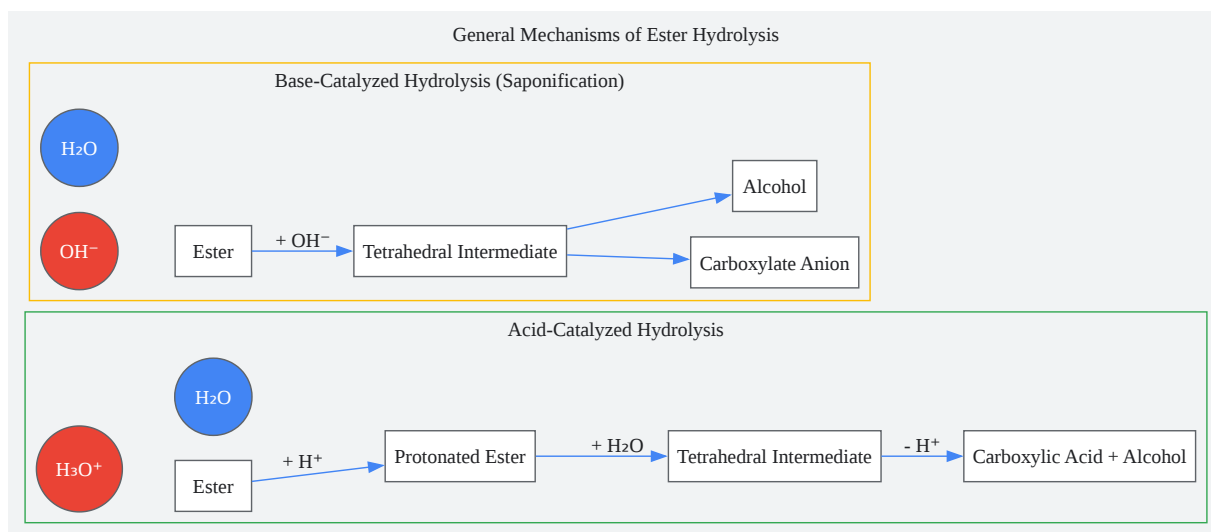 General Mechanisms of Ester Hydrolysis
Base-Catalyzed Hydrolysis (Saponification)
H₂O
Alcohol
OH⁻
Ester
+ OH⁻
Tetrahedral Intermediate
Carboxylate Anion
Acid-Catalyzed Hydrolysis
H₂O
H₃O⁺
Ester
+ H⁺
Protonated Ester
+ H₂O
Tetrahedral Intermediate
- H⁺
Carboxylic Acid + Alcohol